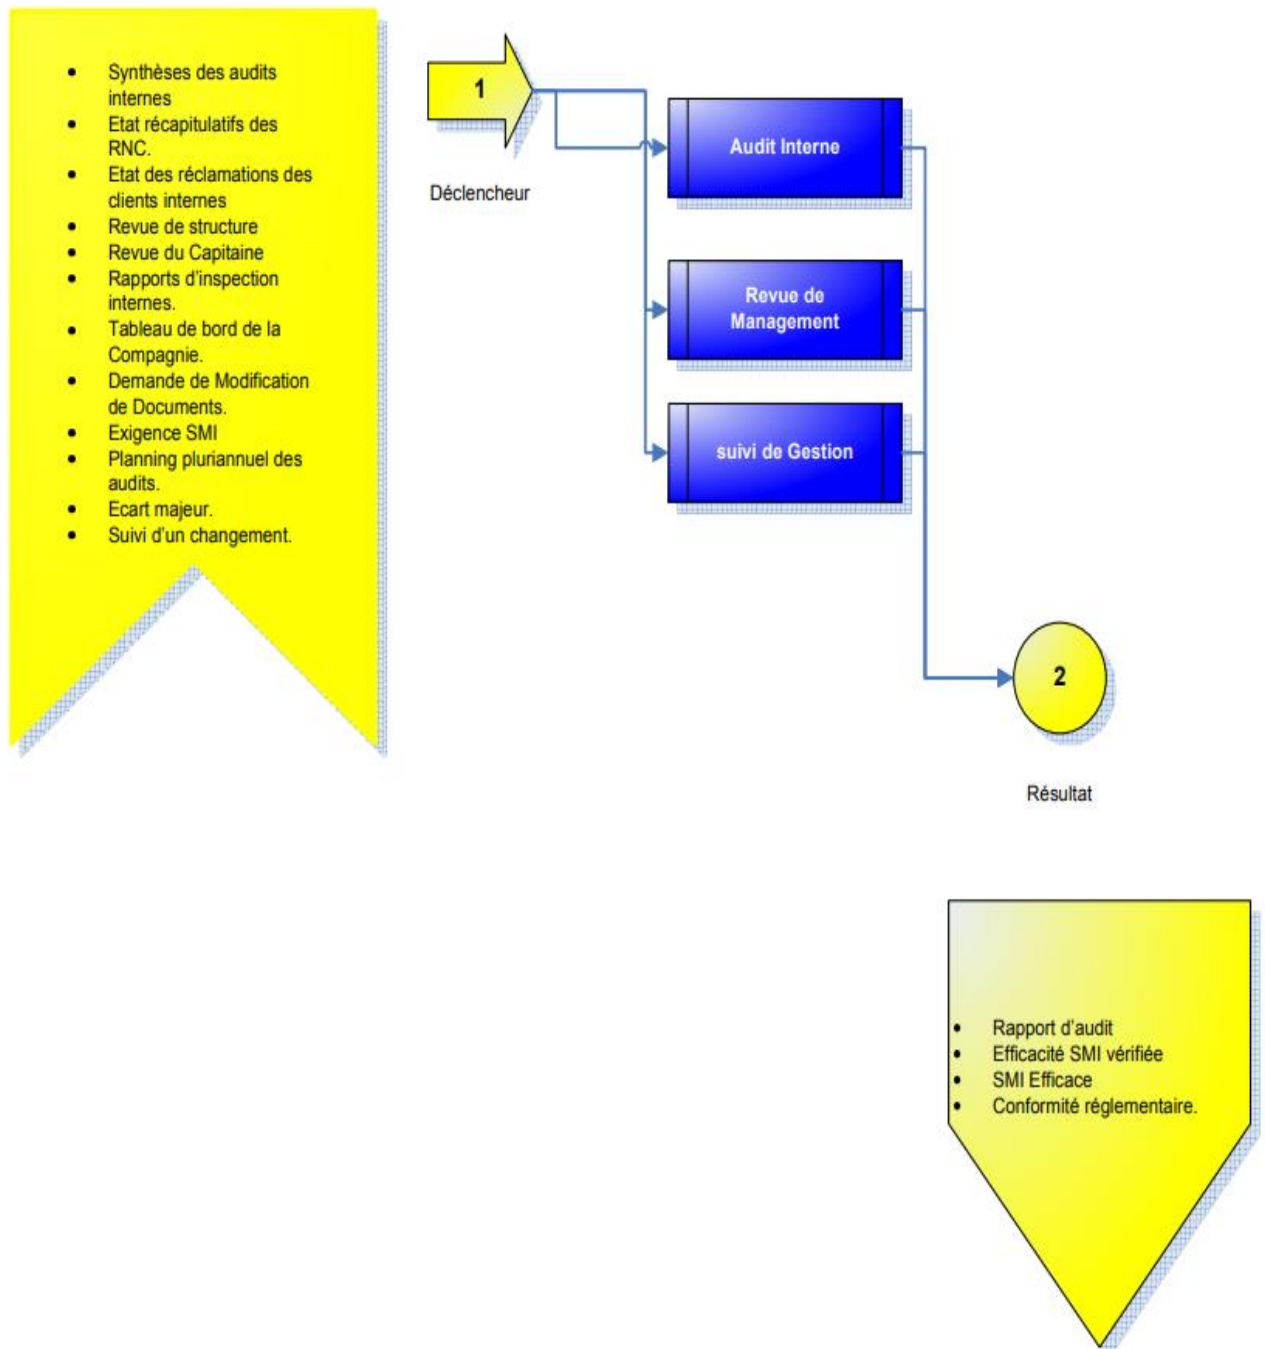 • Synthèses des audits
internes
• Etat récapitulatifs des
RNC.
• Etat des réclamations des
clients internes
• Revue de structure
• Revue du Capitaine
• Rapports d'inspection
internes.
• Tableau de bord de la
Compagnie.
• Demande de Modification
de Documents.
• Exigence SMI
• Planning pluriannuel des
audits.
• Ecart majeur.
• Suivi d'un changement.
1
Déclencheur
Audit Interne
Revue de
Management
suivi de Gestion
2
Résultat
• Rapport d'audit
• Efficacité SMI vérifiée
• SMI Efficace
• Conformité réglementaire.